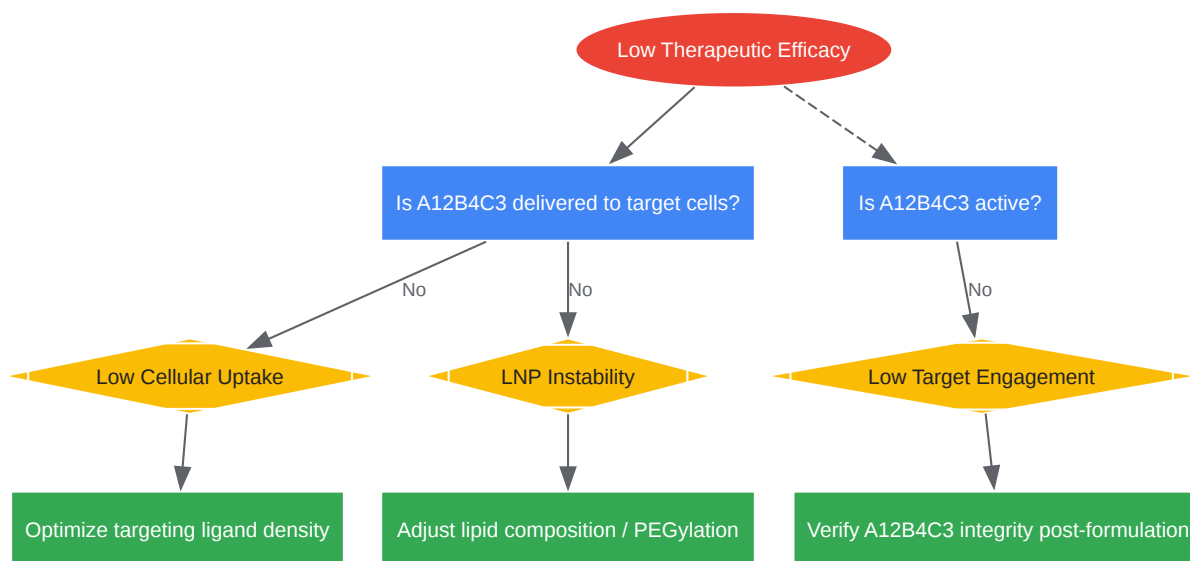 Low Therapeutic Efficacy
Is A12B4C3 delivered to target cells?
Is A12B4C3 active?
No
No
No
Low Cellular Uptake
LNP Instability
Low Target Engagement
Optimize targeting ligand density
Adjust lipid composition / PEGylation
Verify A12B4C3 integrity post-formulation